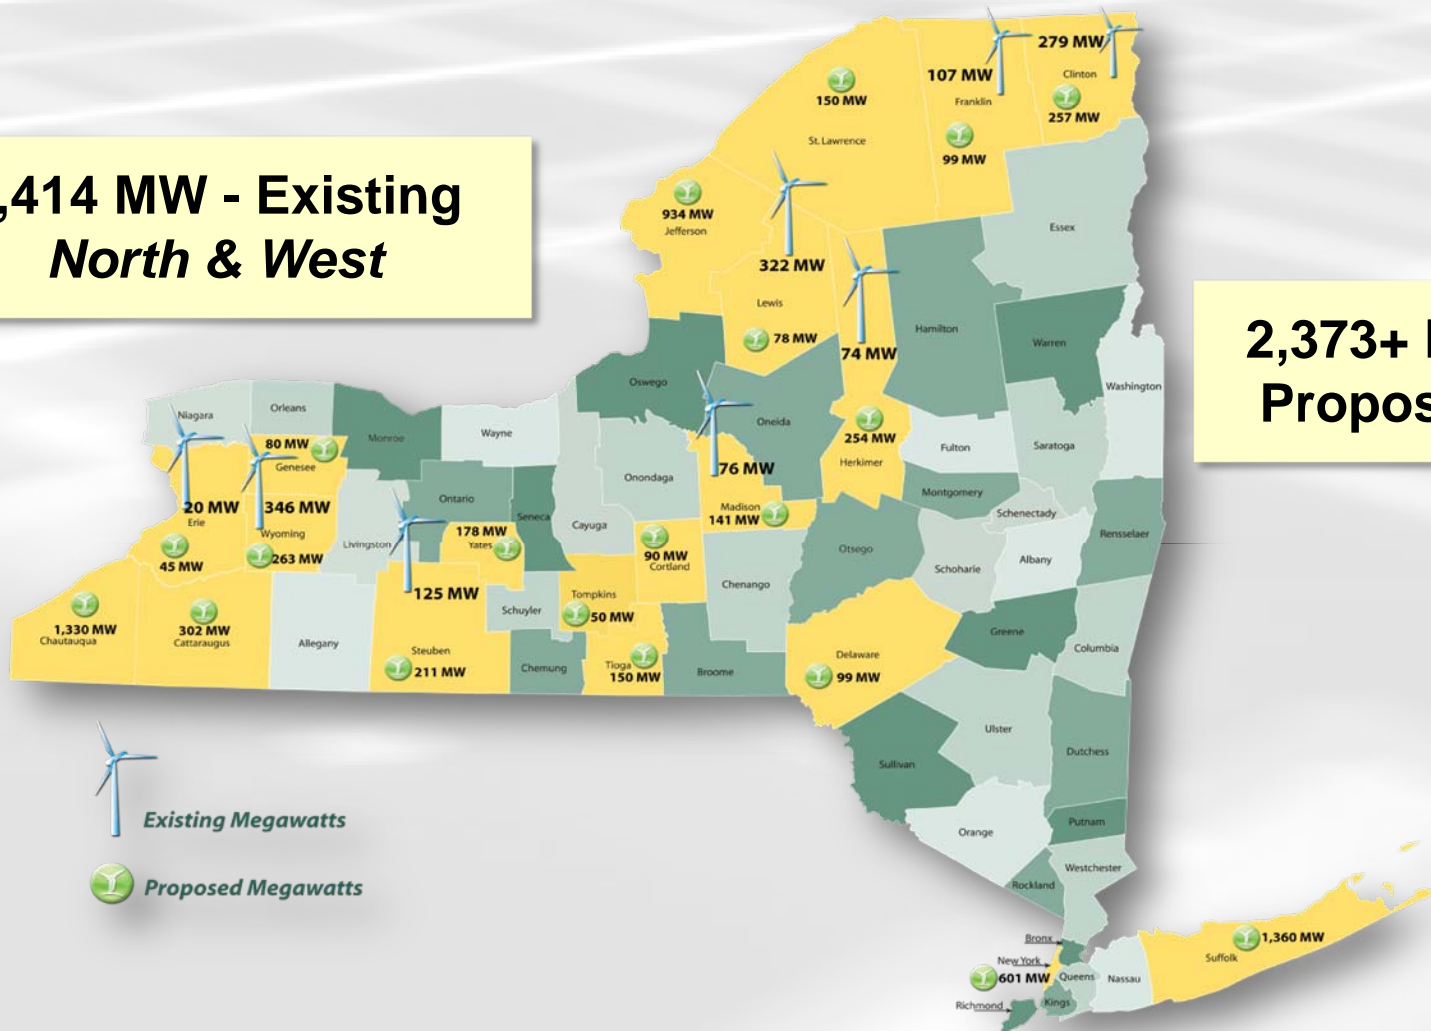 ,414 MW - Existing
North & West
2,373+
Propos
279 MW
Clinton
257 MW
107 MW
Franklin
99 MW
150 MW
St. Lawrence
934 MW
Jefferson
322 MW
Lewis
78 MW
74 MW
254 MW
Herkimer
Essex
Hamilton
Warren
Washington
Oswego
Oneida
Fulton
Saratoga
Montgomery
Schenectady
Rensselaer
Albany
Schoharie
Otsego
Niagara
Orleans
Monroe
Wayne
80 MW
Genesee
20 MW
Erie
45 MW
346 MW
Wyoming
263 MW
Livingston
Ontario
Seneca
178 MW
Yates
Cayuga
Onondaga
76 MW
Madison
141 MW
90 MW
Cortland
Chenango
1,330 MW
Chautauqua
302 MW
Cattaraugus
Allegany
125 MW
Steuben
211 MW
Schuyler
Chemung
Tompkins
50 MW
Tioga
150 MW
Broome
Delaware
99 MW
Greene
Columbia
Ulster
Dutchess
Sullivan
Orange
Putnam
Westchester
Rockland
Bronx
New York
601 MW
Queens
Nassau
Richmond
Kings
Suffolk
1,360 MW
Existing Megawatts
Proposed Megawatts